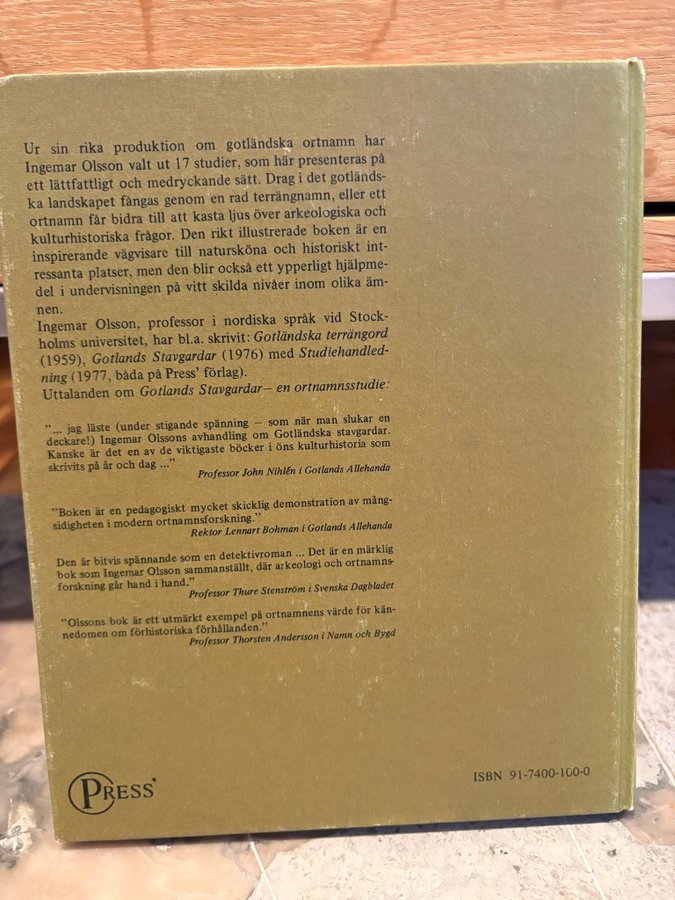 Ur sin rika produktion om gotländska ortnamn har
Ingemar Olsson valt ut 17 studier, som här presenteras på
ett lättfattligt och medryckande sätt. Drag i det gotländs-
ka landskapet fångas genom en rad terrängnamn, eller ett
ortnamn får bidra till att kasta ljus över arkeologiska och
kulturhistoriska frågor. Den rikt illustrerade boken är en
inspirerande vägvisare till natursköna och historiskt int-
ressanta platser, men den blir också ett ypperligt hjälpme-
del i undervisningen på vitt skilda nivåer inom olika äm-
nen.
Ingemar Olsson, professor i nordiska språk vid Stock-
holms universitet, har bl.a. skrivit: Gotländska terrängord
(1959), Gotlands Stavgardar (1976) med Studiehandled-
ning (1977, båda på Press' förlag).
Uttalanden om Gotlands Stavgardar – en ortnamnsstudie:
"... jag läste (under stigande spänning – som när man slukar en
deckare!) Ingemar Olssons avhandling om Gotländska stavgardar.
Kanske är det en av de viktigaste böcker i öns kulturhistoria som
skrivits på år och dag ..."
Professor John Nihlén i Gotlands Allehanda
"Boken är en pedagogiskt mycket skicklig demonstration av mång-
sidigheten i modern ortnamnsforskning."
Rektor Lennart Bohman i Gotlands Allehanda
Den är bitvis spännande som en detektivroman ... Det är en märklig
bok som Ingemar Olsson sammanställt, där arkeologi och ortnamns-
forskning går hand i hand."
Professor Thure Stenström i Svenska Dagbladet
"Olssons bok är ett utmärkt exempel på ortnamnens värde för kän-
nedomen om förhistoriska förhållanden."
Professor Thorsten Andersson i Namn och Bygd
PRESS'
ISBN 91-7400-100-0